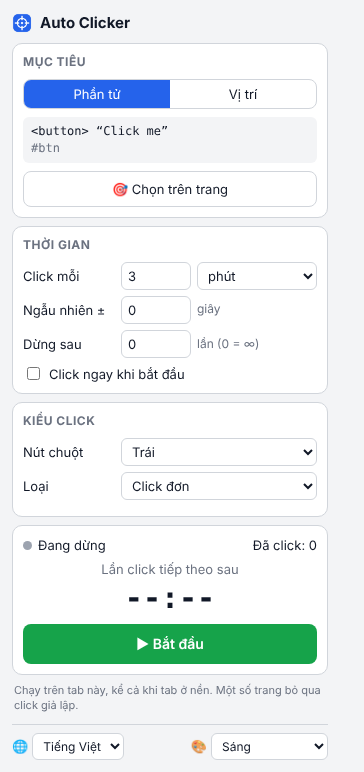 Auto Clicker
MỤC TIÊU
Phần tử
Vị trí
<button> “Click me”
#btn
🎯 Chọn trên trang
THỜI GIAN
Click mỗi
3
phút
Ngẫu nhiên ±
0
giây
Dừng sau
0
lần (0 = ∞)
Click ngay khi bắt đầu
KIỂU CLICK
Nút chuột
Trái
Loại
Click đơn
Đang dừng
Đã click: 0
Lần click tiếp theo sau
--:--
▶ Bắt đầu
Chạy trên tab này, kể cả khi tab ở nền. Một số trang bỏ qua
click giả lập.
🌐 Tiếng Việt
🎨 Sáng